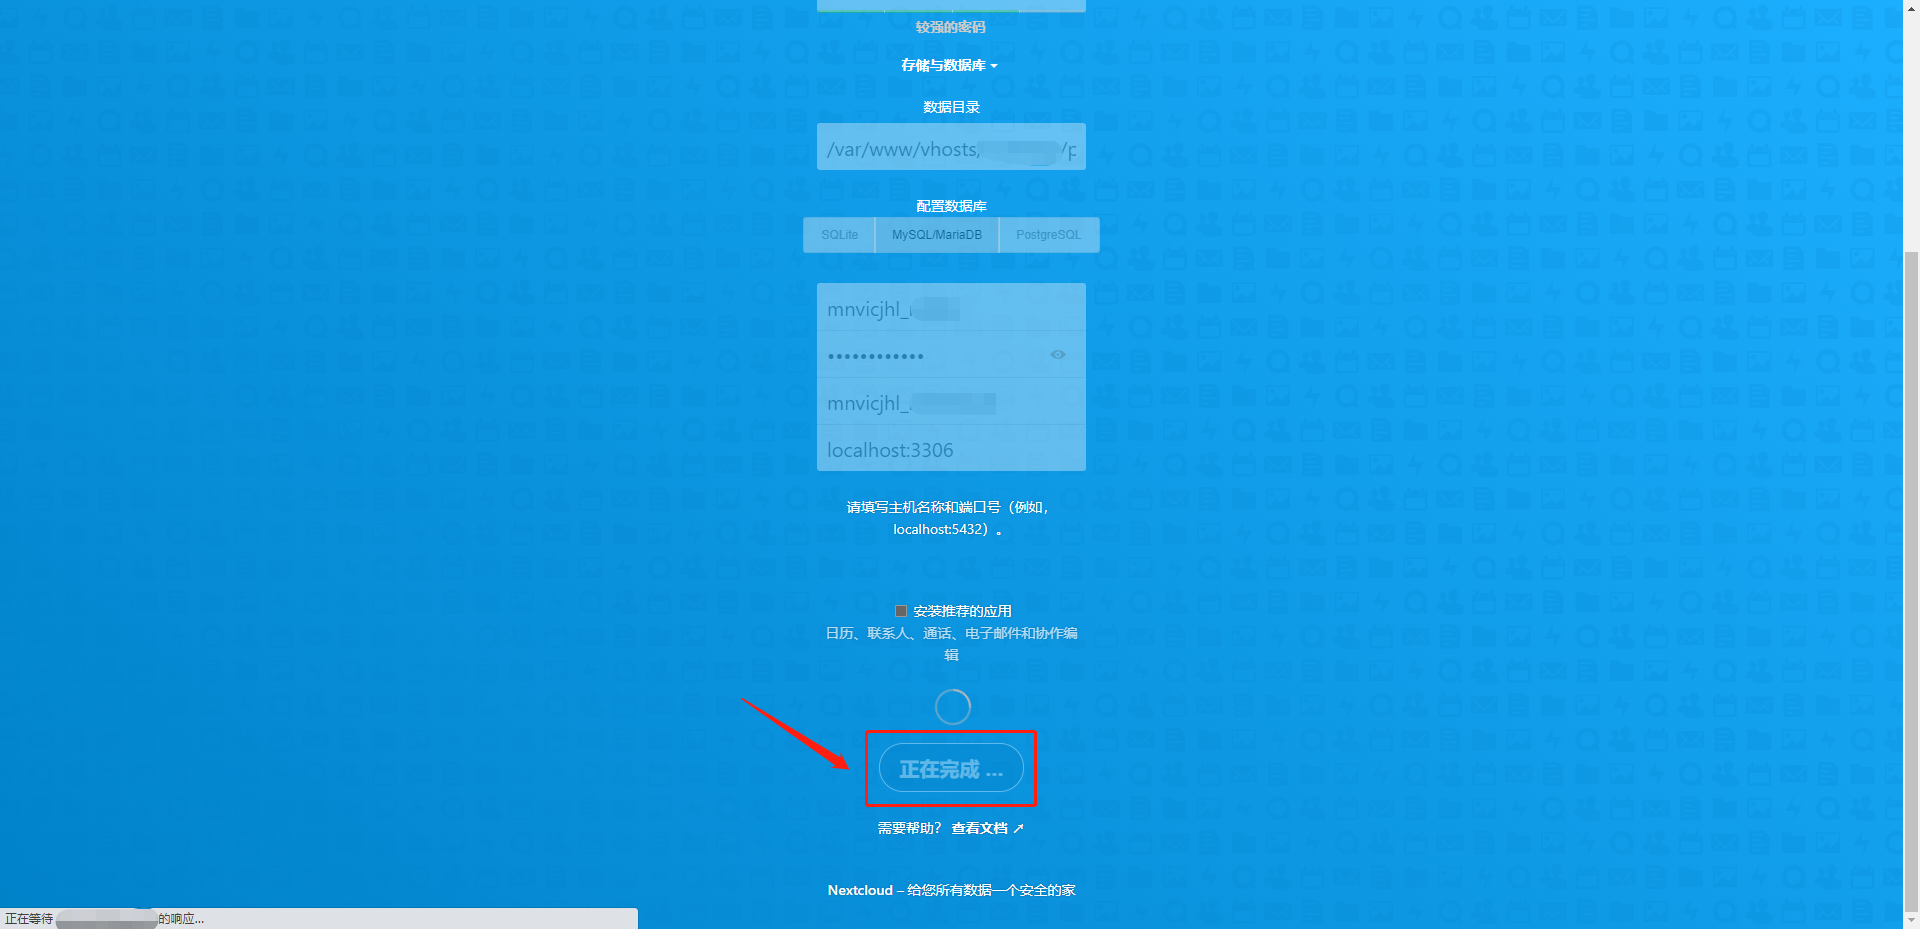 较强的密码
存储与数据库
数据目录
/var/www/vhosts/
配置数据库
SQLite MySQL/MariaDB PostgreSQL
mnvicjhl_
••••••••••••
mnvicjhl_
localhost:3306
请填写主机名称和端口号（例如，
localhost:5432）。
安装推荐的应用
日历、联系人、通话、电子邮件和协作编
辑
正在完成 ...
需要帮助？ 查看文档 ↗
Nextcloud – 给您所有数据一个安全的家
正在等待 的响应...